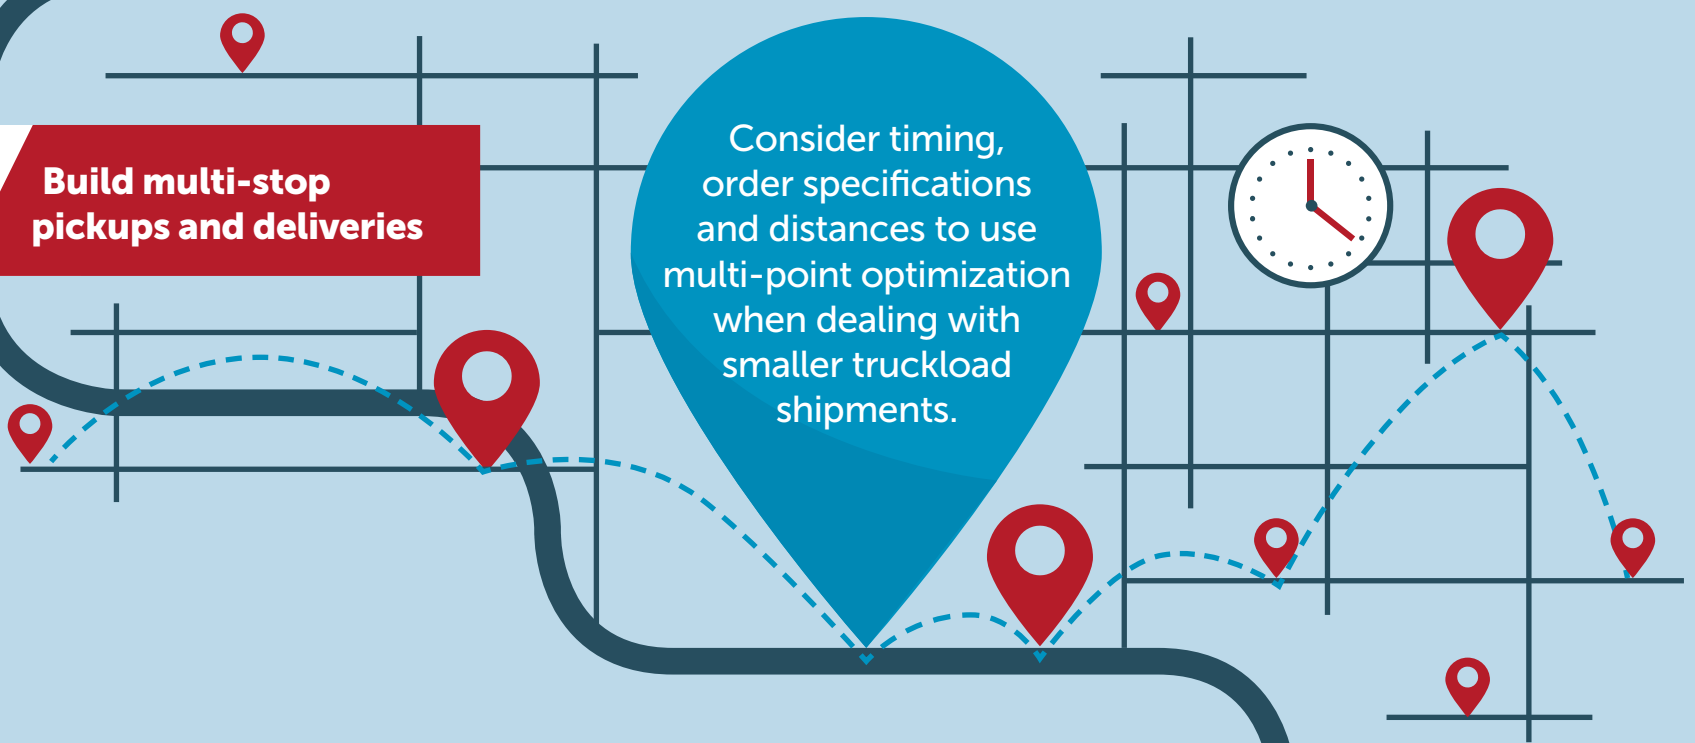 Build multi-stop
pickups and deliveries
Consider timing,
order specifications
and distances to use
multi-point optimization
when dealing with
smaller truckload
shipments.